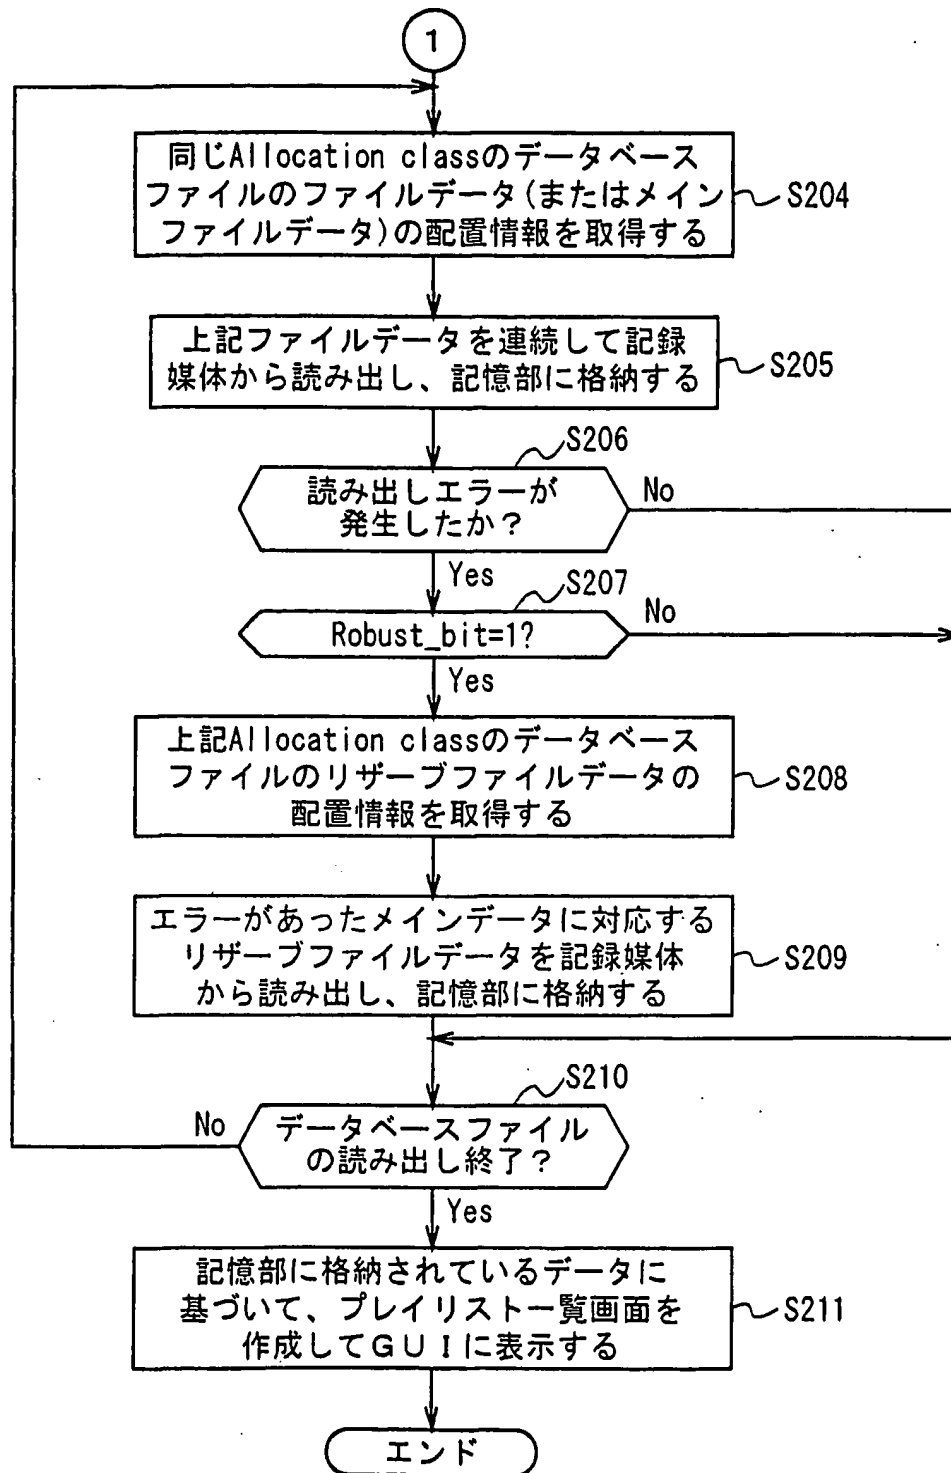 1
同じAllocation classのデータベース
ファイルのファイルデータ(またはメイン
ファイルデータ)の配置情報を取得する
S204
上記ファイルデータを連続して記録
媒体から読み出し、記憶部に格納する
S205
S206
読み出しエラーが
発生したか？
No
Yes
S207
Robust_bit=1?
No
Yes
上記Allocation classのデータベース
ファイルのリザーブファイルデータの
配置情報を取得する
S208
エラーがあったメインデータに対応する
リザーブファイルデータを記録媒体
から読み出し、記憶部に格納する
S209
S210
No
データベースファイル
の読み出し終了？
Yes
記憶部に格納されているデータに
基づいて、プレイリスト一覧画面を
作成してＧＵＩに表示する
S211
エンド